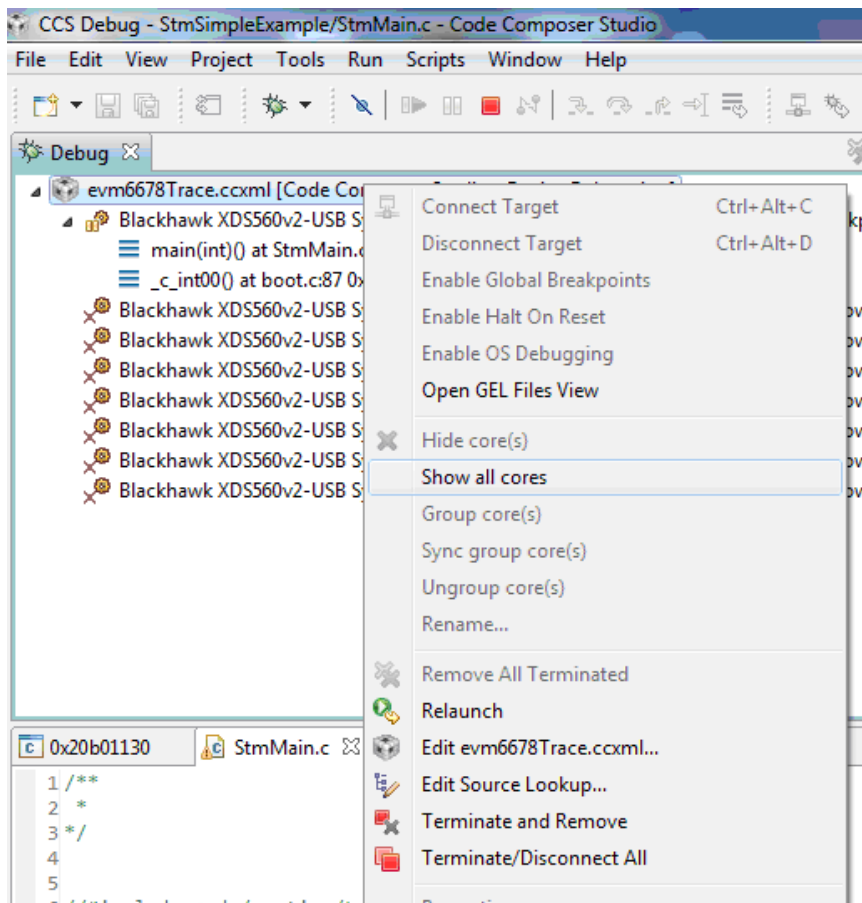 CCS Debug - StmSimpleExample/StmMain.c - Code Composer Studio
File Edit View Project Tools Run Scripts Window Help
Debug
evm6678Trace.ccxml [Code
Blackhawk XDS560v2-USB
main(int)() at StmMain.
_c_int00() at boot.c:87
Blackhawk XDS560v2-USB
Blackhawk XDS560v2-USB
Blackhawk XDS560v2-USB
Blackhawk XDS560v2-USB
Blackhawk XDS560v2-USB
Blackhawk XDS560v2-USB
Blackhawk XDS560v2-USB
Connect Target Ctrl+Alt+C
Disconnect Target Ctrl+Alt+D
Enable Global Breakpoints
Enable Halt On Reset
Enable OS Debugging
Open GEL Files View
Hide core(s)
Show all cores
Group core(s)
Sync group core(s)
Ungroup core(s)
Rename...
Remove All Terminated
Relaunch
Edit evm6678Trace.ccxml...
Edit Source Lookup...
Terminate and Remove
Terminate/Disconnect All
0x20b01130 StmMain.c
1 /**
2 *
3 */
4
5